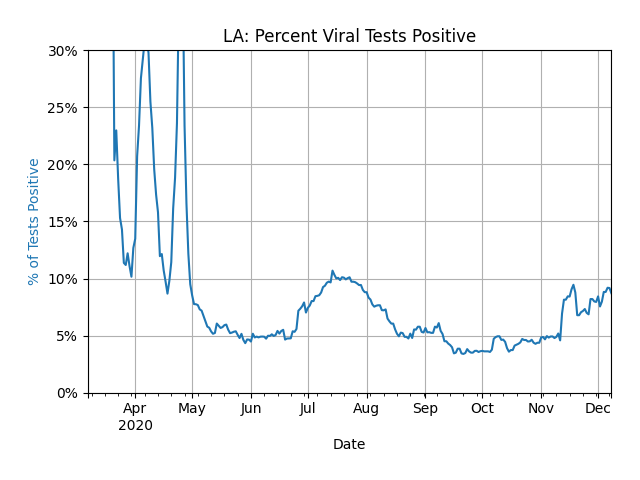 LA: Percent Viral Tests Positive
30%
25%
20%
15%
10%
5%
0%
% of Tests Positive
Apr May Jun Jul Aug Sep Oct Nov Dec
2020
Date